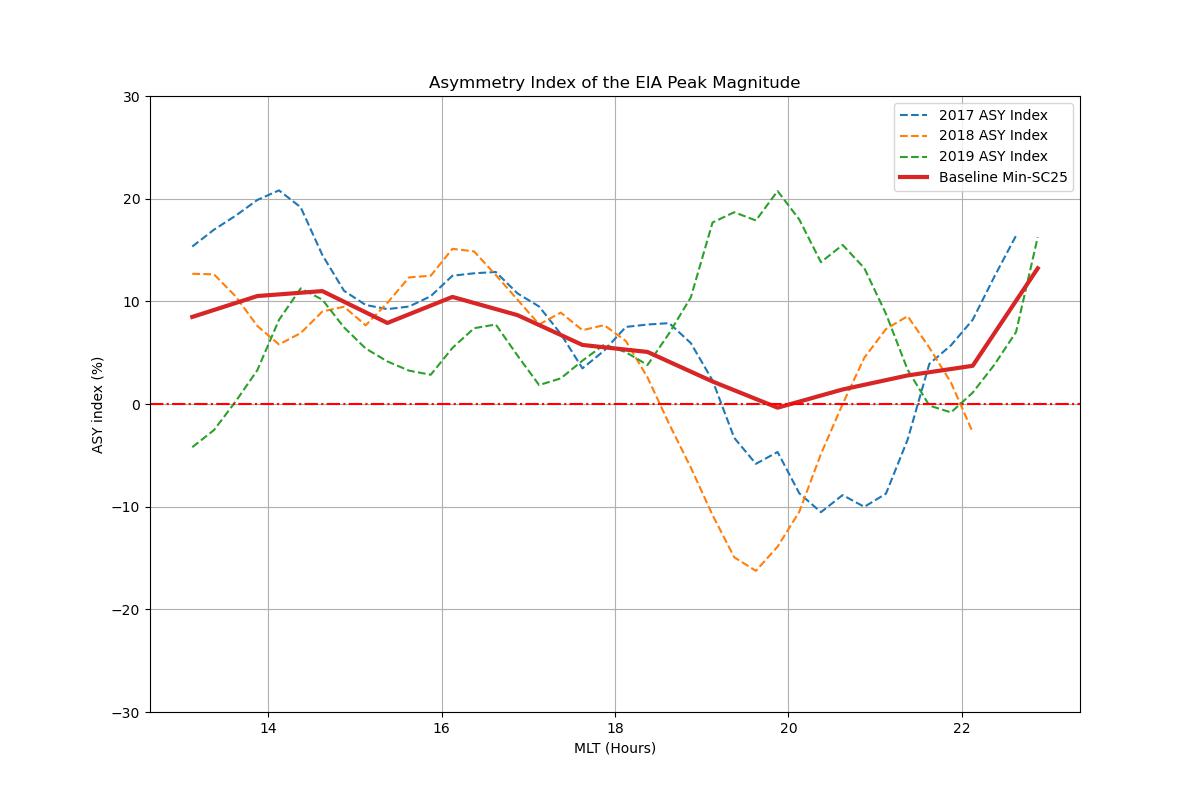 Asymmetry Index of the EIA Peak Magnitude
30
20
10
0
−10
−20
−30
ASY index (%)
2017 ASY Index
2018 ASY Index
2019 ASY Index
Baseline Min-SC25
14
16
18
20
22
MLT (Hours)